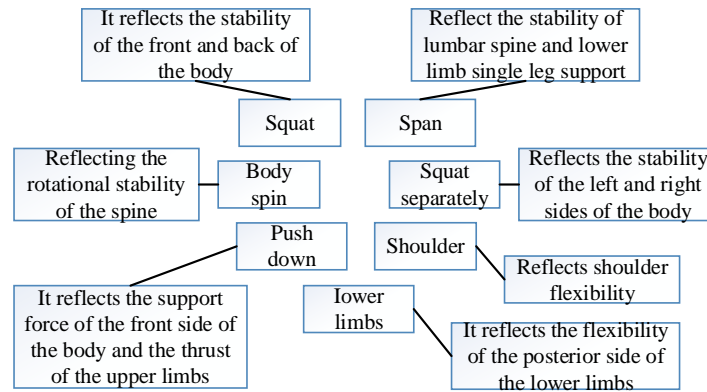 It reflects the stability
of the front and back of
the body
Reflect the stability of
lumbar spine and lower
limb single leg support
Squat
Span
Reflecting the
rotational stability
of the spine
Body
spin
Squat
separately
Reflects the stability
of the left and right
sides of the body
Push
down
Shoulder
Reflects shoulder
flexibility
It reflects the support
force of the front side of
the body and the thrust
of the upper limbs
lower
limbs
It reflects the flexibility
of the posterior side of
the lower limbs